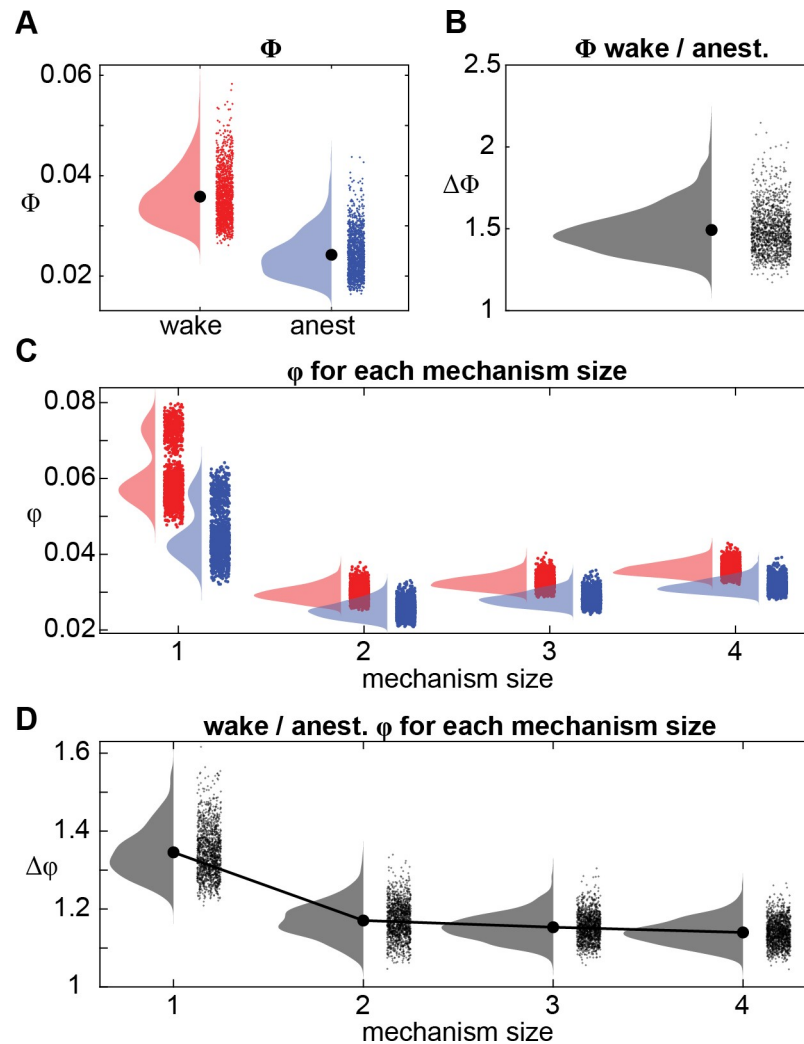 A
Φ
0.06
0.04
0.02
Φ
wake anest
B
Φ wake / anest.
2.5
2
1.5
1
ΔΦ
C
φ for each mechanism size
0.08
0.06
0.04
0.02
φ
1 2 3 4
mechanism size
D
wake / anest. φ for each mechanism size
1.6
1.4
1.2
1
Δφ
1 2 3 4
mechanism size